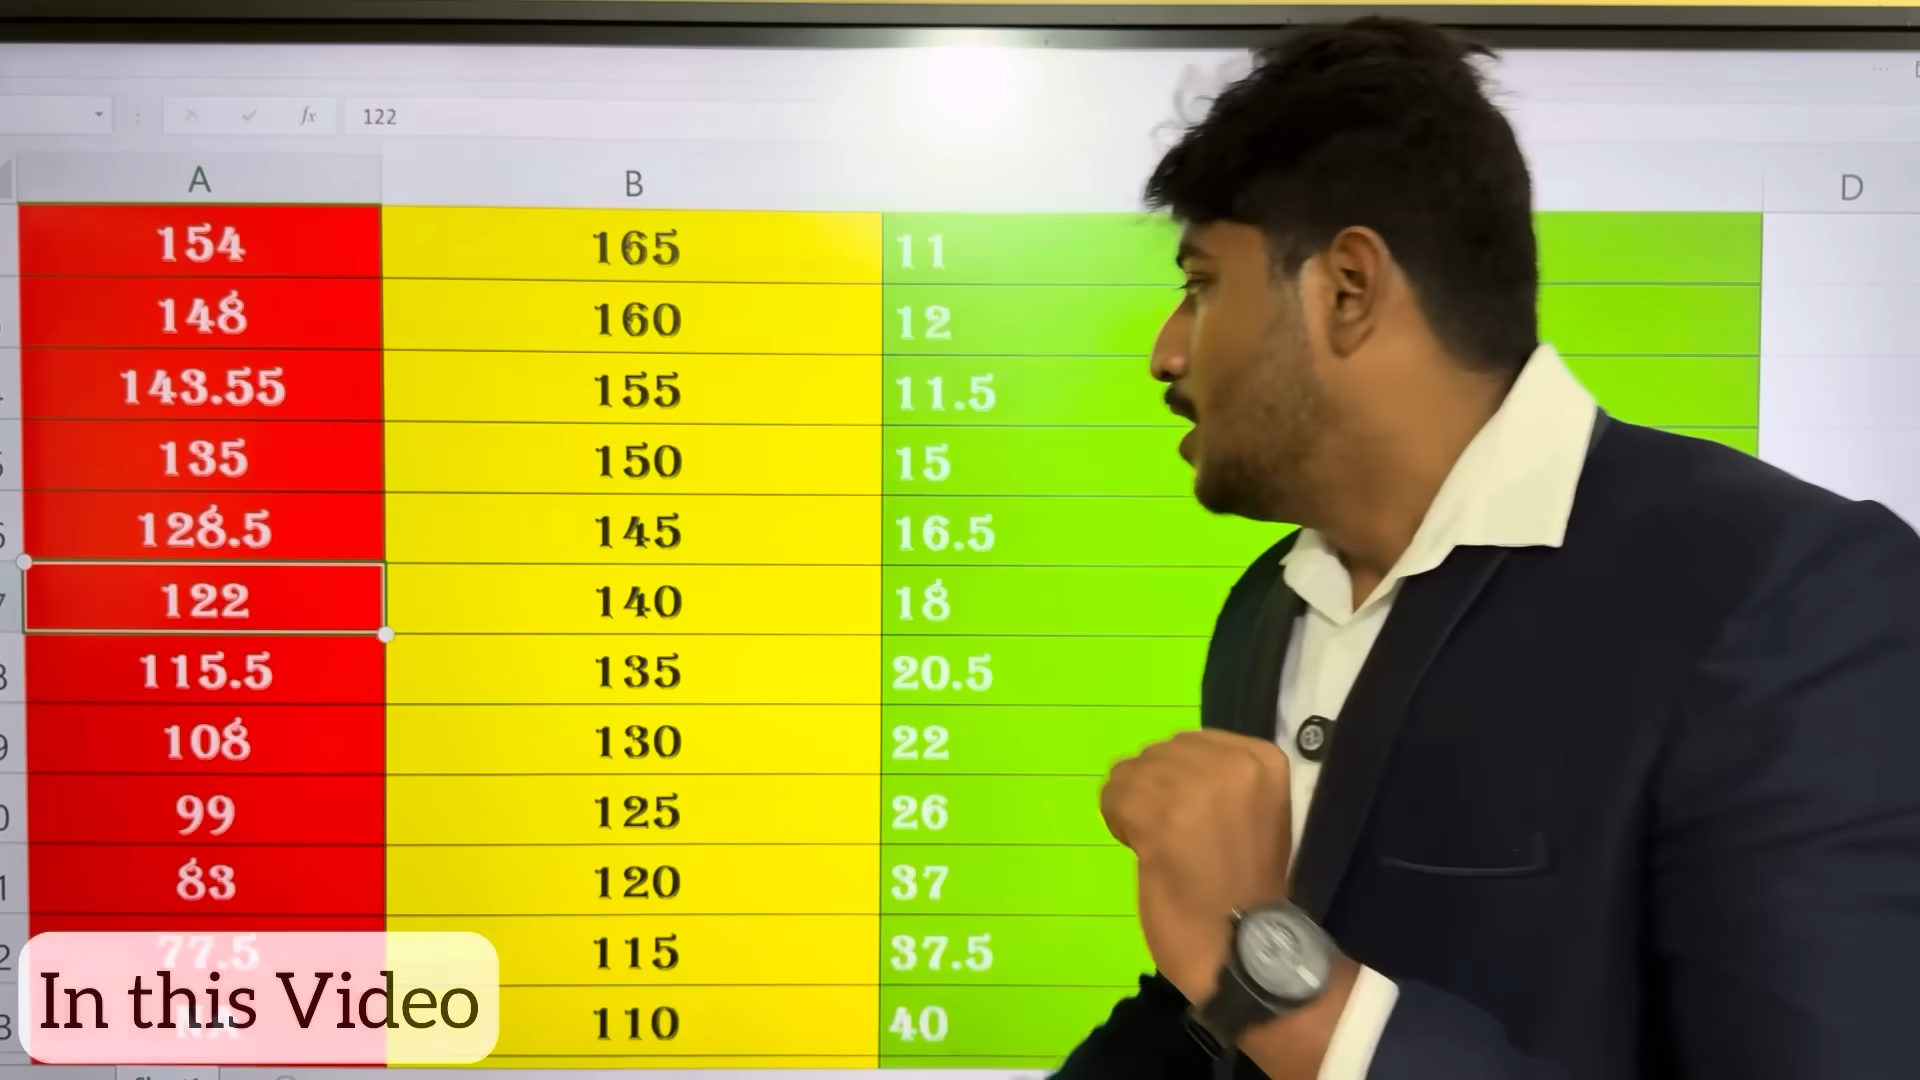 fx 122
A B D
154 165 11
148 160 12
143.55 155 11.5
135 150 15
128.5 145 16.5
122 140 18
115.5 135 20.5
108 130 22
99 125 26
83 120 37
77.5 115 37.5
NA 110 40
In this Video